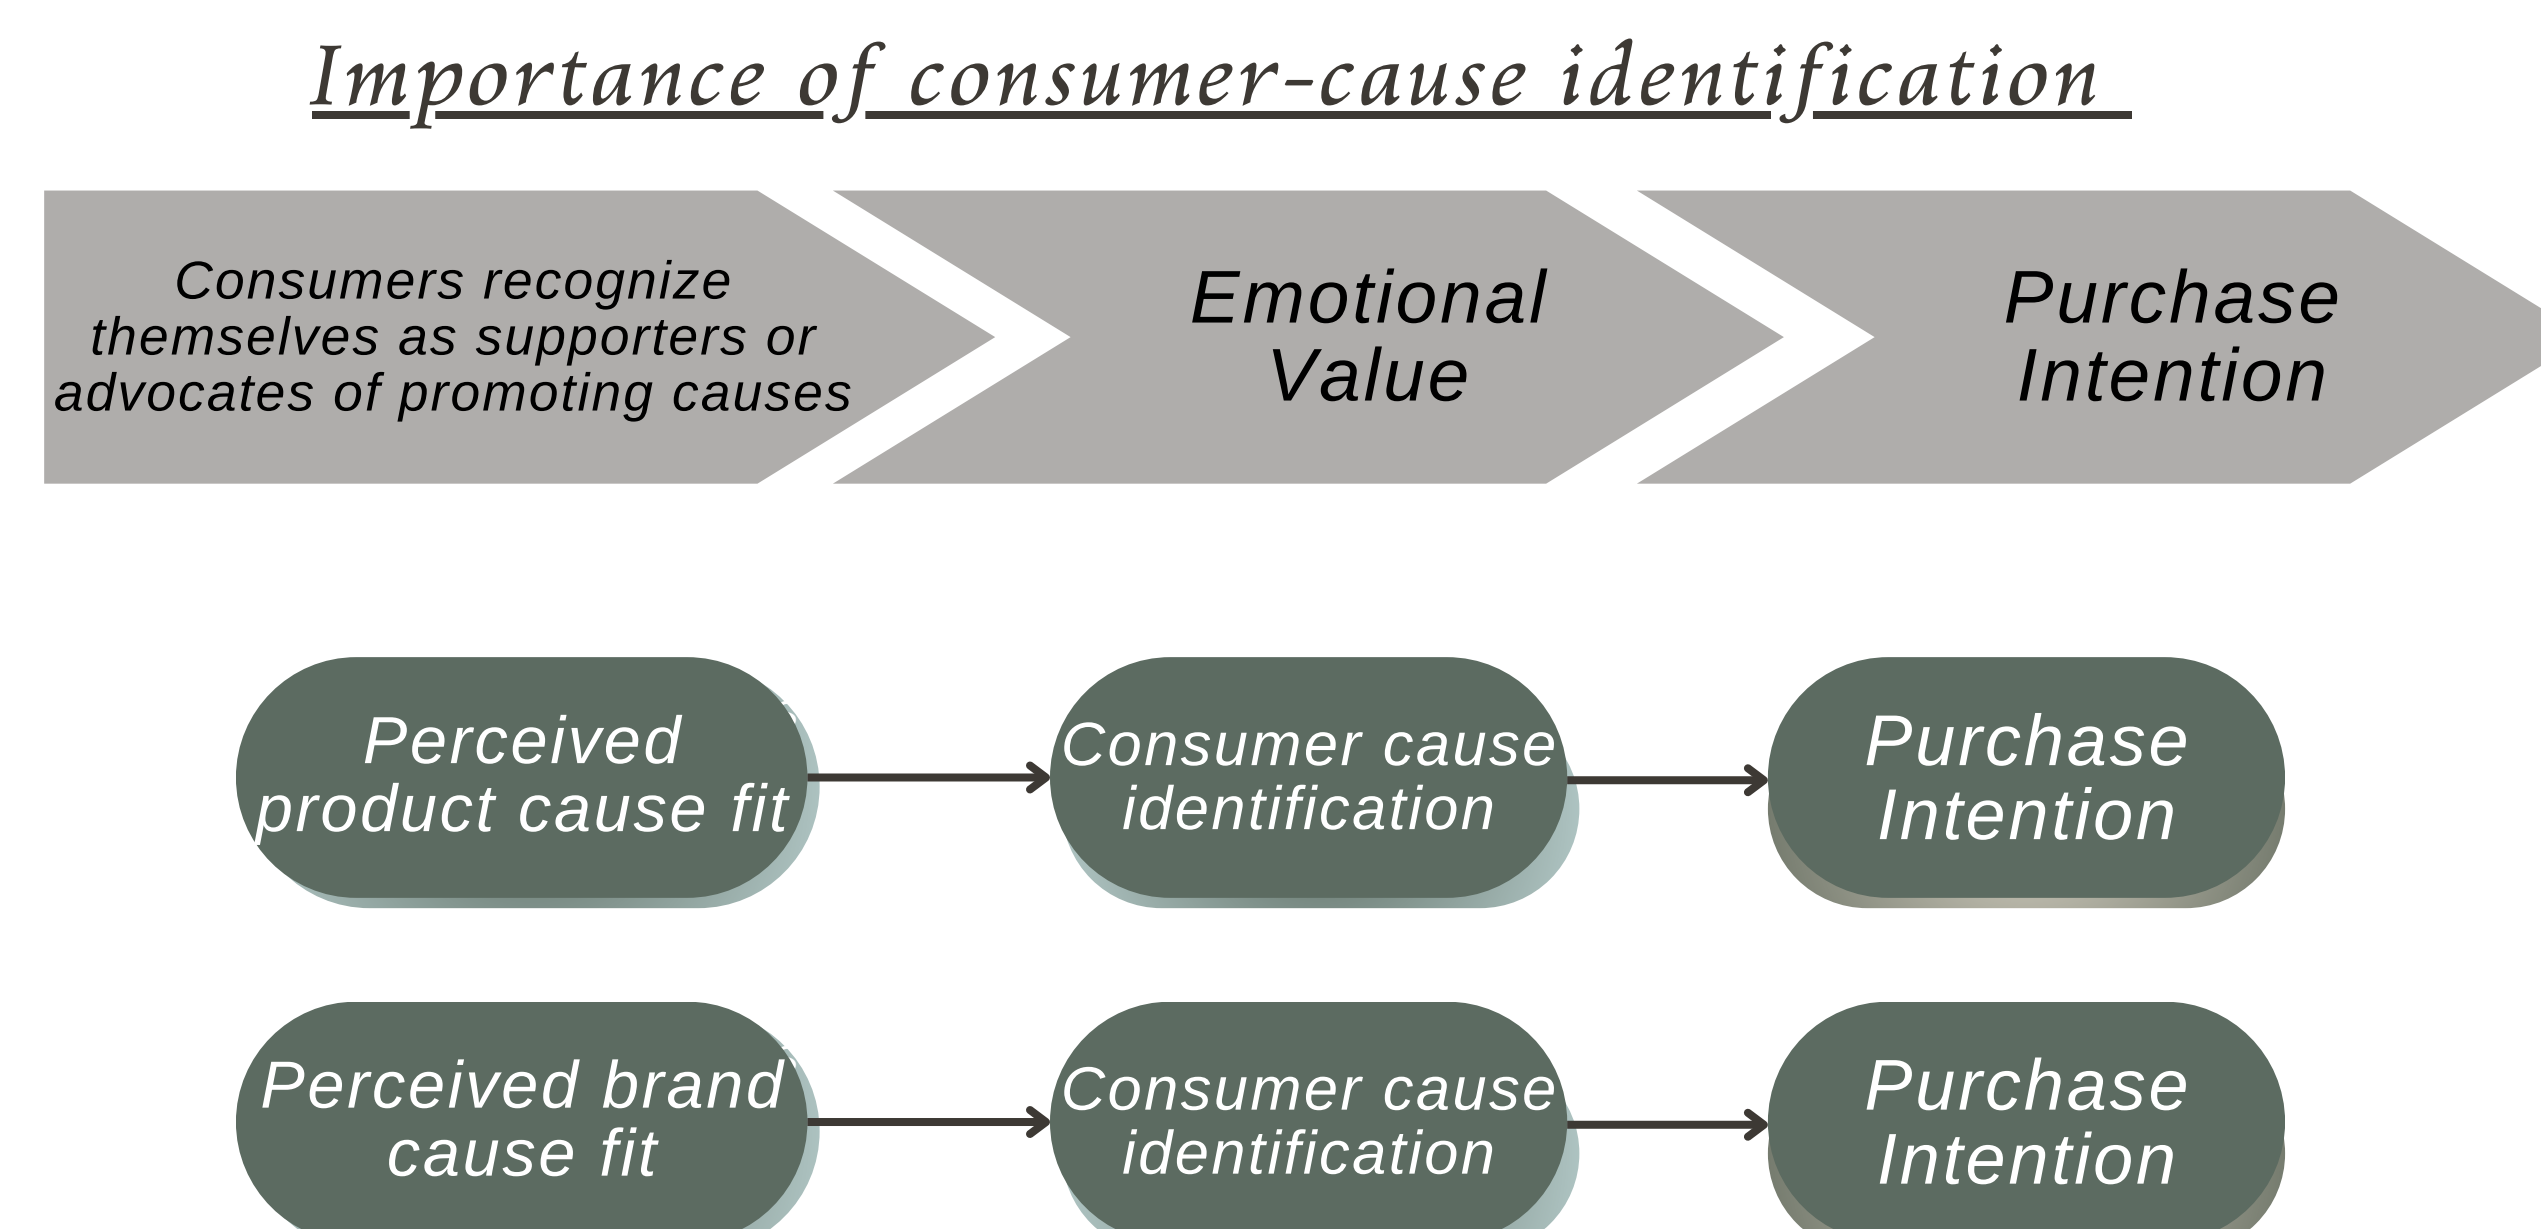 Importance of consumer-cause identification
Consumers recognize
themselves as supporters or
advocates of promoting causes
Emotional
Value
Purchase
Intention
Perceived
product cause fit
Consumer cause
identification
Purchase
Intention
Perceived brand
cause fit
Consumer cause
identification
Purchase
Intention